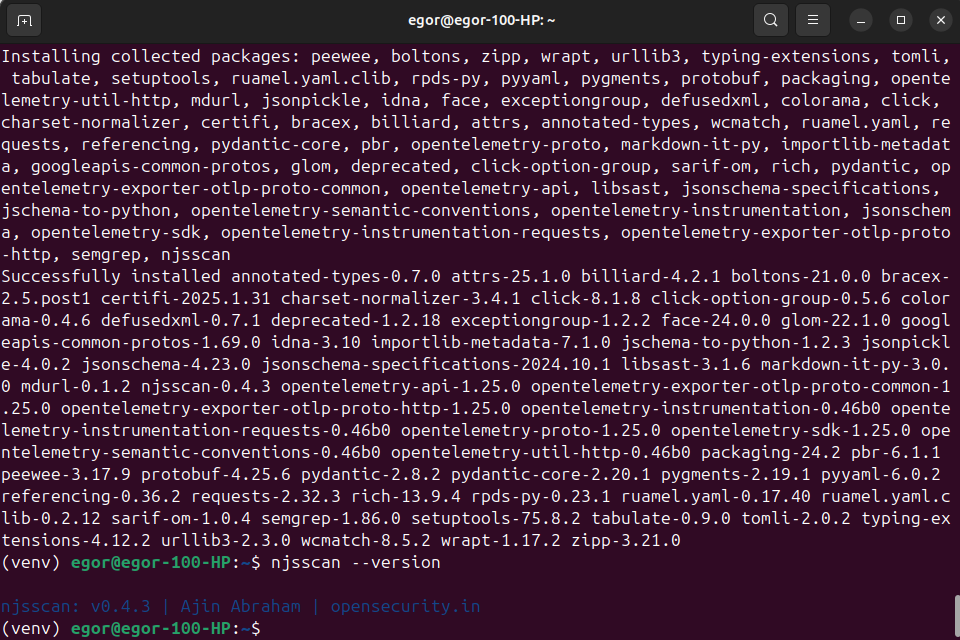 egor@egor-100-HP: ~
Installing collected packages: peewee, boltons, zipp, wrapt, urllib3, typing-extensions, tomli,
 tabulate, setuptools, ruamel.yaml.clib, rpds-py, pyyaml, pygments, protobuf, packaging, opente
lemetry-util-http, mdurl, jsonpickle, idna, face, exceptiongroup, defusedxml, colorama, click,
charset-normalizer, certifi, bracex, billiard, attrs, annotated-types, wcmatch, ruamel.yaml, re
quests, referencing, pydantic-core, pbr, opentelemetry-proto, markdown-it-py, importlib-metadat
a, googleapis-common-protos, glom, deprecated, click-option-group, sarif-om, rich, pydantic, op
entelemetry-exporter-otlp-proto-common, opentelemetry-api, libsast, jsonschema-specifications,
jschema-to-python, opentelemetry-semantic-conventions, opentelemetry-instrumentation, jsonschem
a, opentelemetry-sdk, opentelemetry-instrumentation-requests, opentelemetry-exporter-otlp-proto
-http, semgrep, njsscan
Successfully installed annotated-types-0.7.0 attrs-25.1.0 billiard-4.2.1 boltons-21.0.0 bracex-
2.5.post1 certifi-2025.1.31 charset-normalizer-3.4.1 click-8.1.8 click-option-group-0.5.6 color
ama-0.4.6 defusedxml-0.7.1 deprecated-1.2.18 exceptiongroup-1.2.2 face-24.0.0 glom-22.1.0 googl
eapis-common-protos-1.69.0 idna-3.10 importlib-metadata-7.1.0 jschema-to-python-1.2.3 jsonpickl
e-4.0.2 jsonschema-4.23.0 jsonschema-specifications-2024.10.1 libsast-3.1.6 markdown-it-py-3.0.
0 mdurl-0.1.2 njsscan-0.4.3 opentelemetry-api-1.25.0 opentelemetry-exporter-otlp-proto-common-1
.25.0 opentelemetry-exporter-otlp-proto-http-1.25.0 opentelemetry-instrumentation-0.46b0 opente
lemetry-instrumentation-requests-0.46b0 opentelemetry-proto-1.25.0 opentelemetry-sdk-1.25.0 ope
ntelemetry-semantic-conventions-0.46b0 opentelemetry-util-http-0.46b0 packaging-24.2 pbr-6.1.1
peewee-3.17.9 protobuf-4.25.6 pydantic-2.8.2 pydantic-core-2.20.1 pygments-2.19.1 pyyaml-6.0.2
referencing-0.36.2 requests-2.32.3 rich-13.9.4 rpds-py-0.23.1 ruamel.yaml-0.17.40 ruamel.yaml.c
lib-0.2.12 sarif-om-1.0.4 semgrep-1.86.0 setuptools-75.8.2 tabulate-0.9.0 tomli-2.0.2 typing-ex
tensions-4.12.2 urllib3-2.3.0 wcmatch-8.5.2 wrapt-1.17.2 zipp-3.21.0
(venv) egor@egor-100-HP:~$ njsscan --version
njsscan: v0.4.3 | Ajin Abraham | opensecurity.in
(venv) egor@egor-100-HP:~$